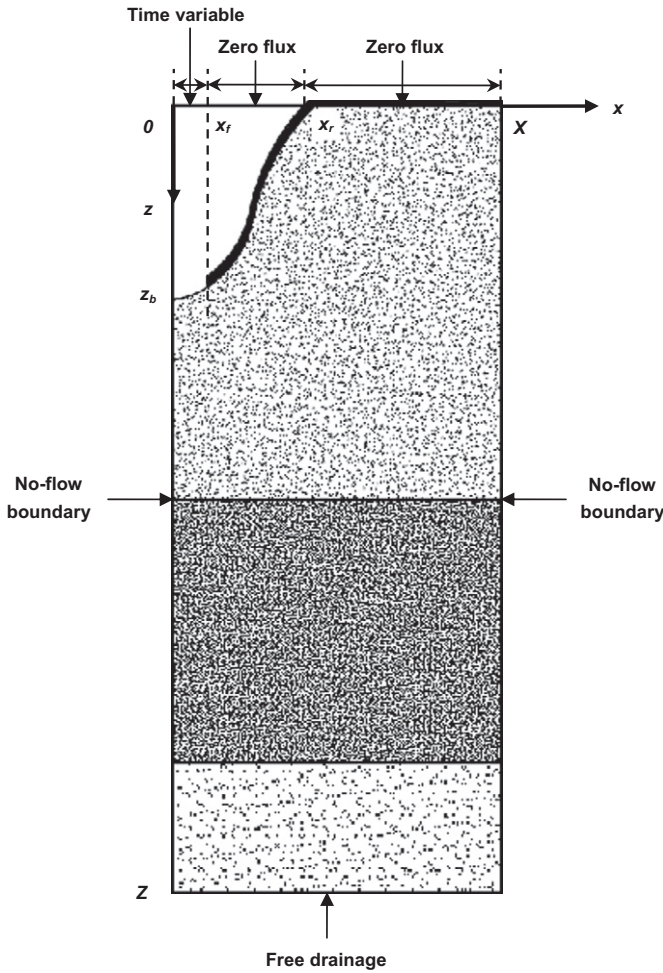 Time variable
Zero flux
Zero flux
0
x_f
x_r
X
x
z
z_b
No-flow
boundary
No-flow
boundary
Z
Free drainage